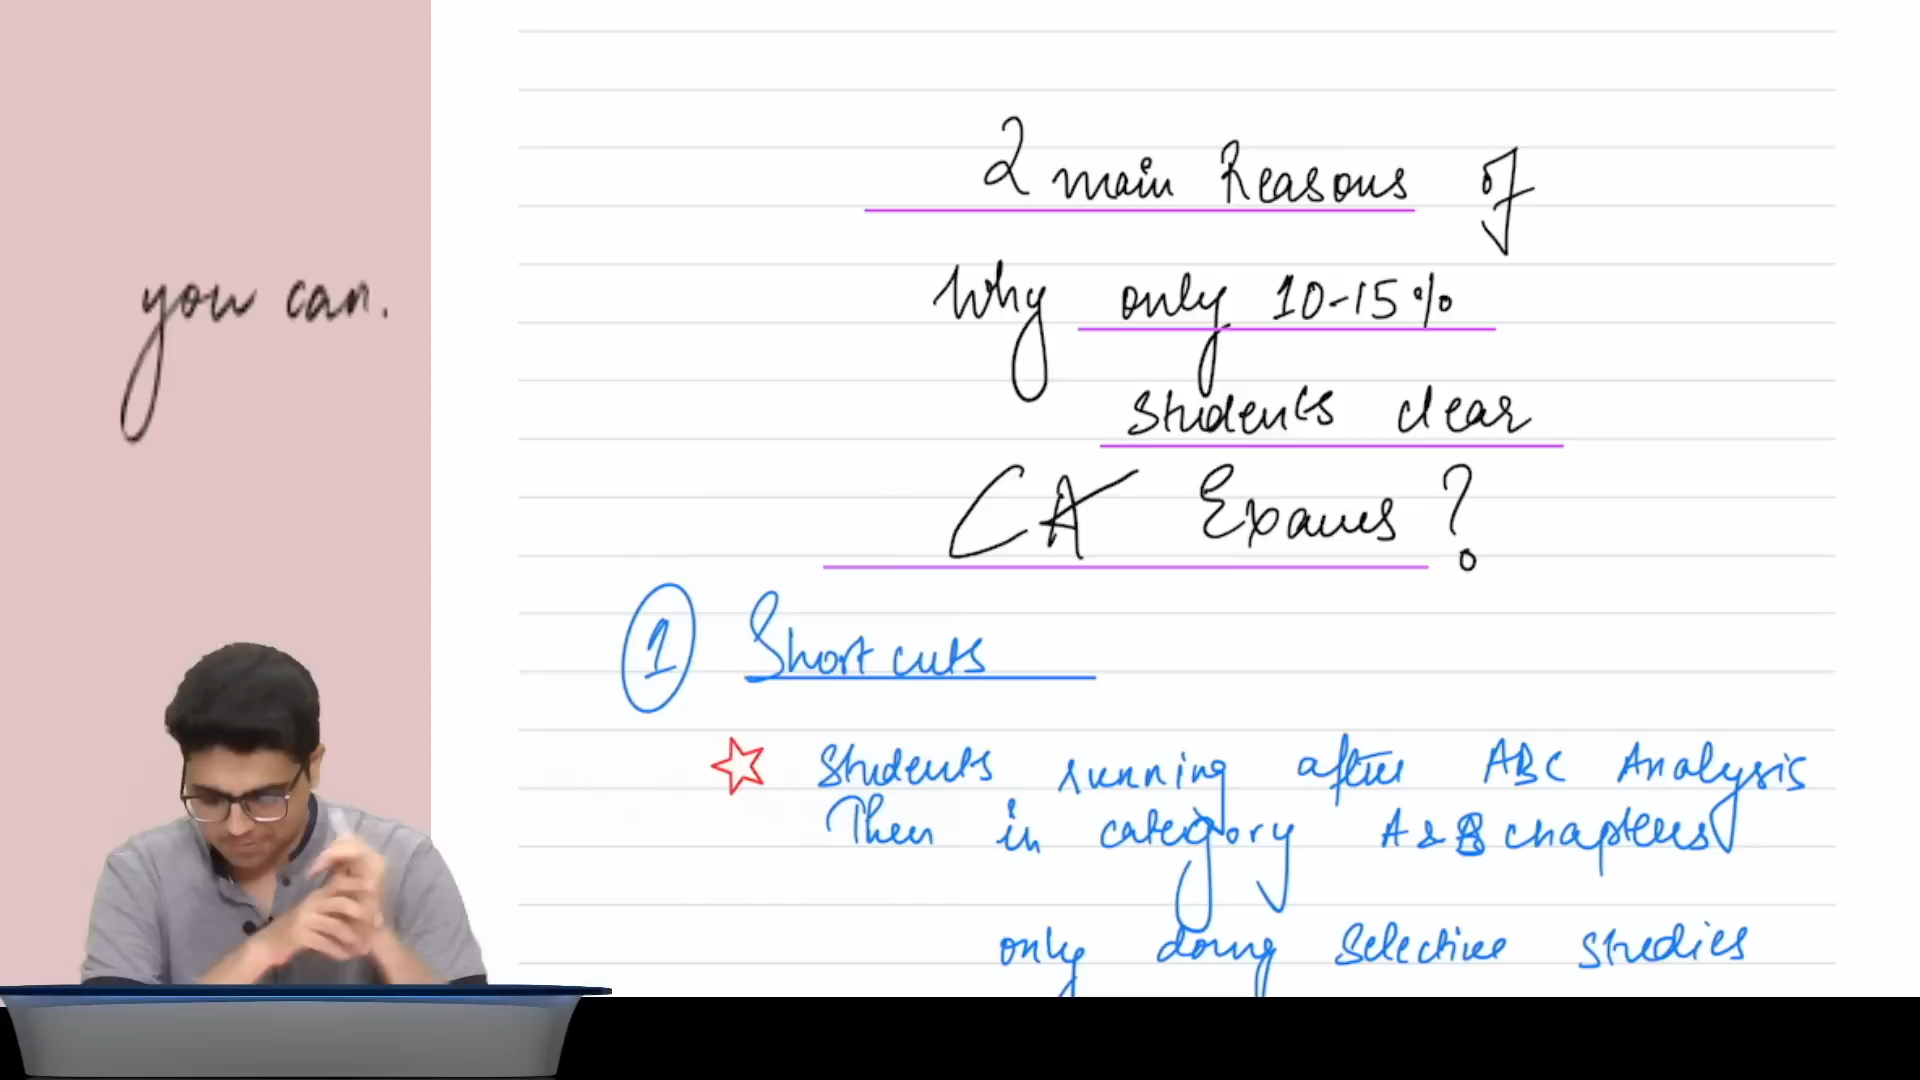 you can.
2 main Reasons of
Why only 10-15%
students clear
CA Exams?
1 Short cuts
Students running after ABC Analysis
Then in category A & B chapters
only doing selective studies